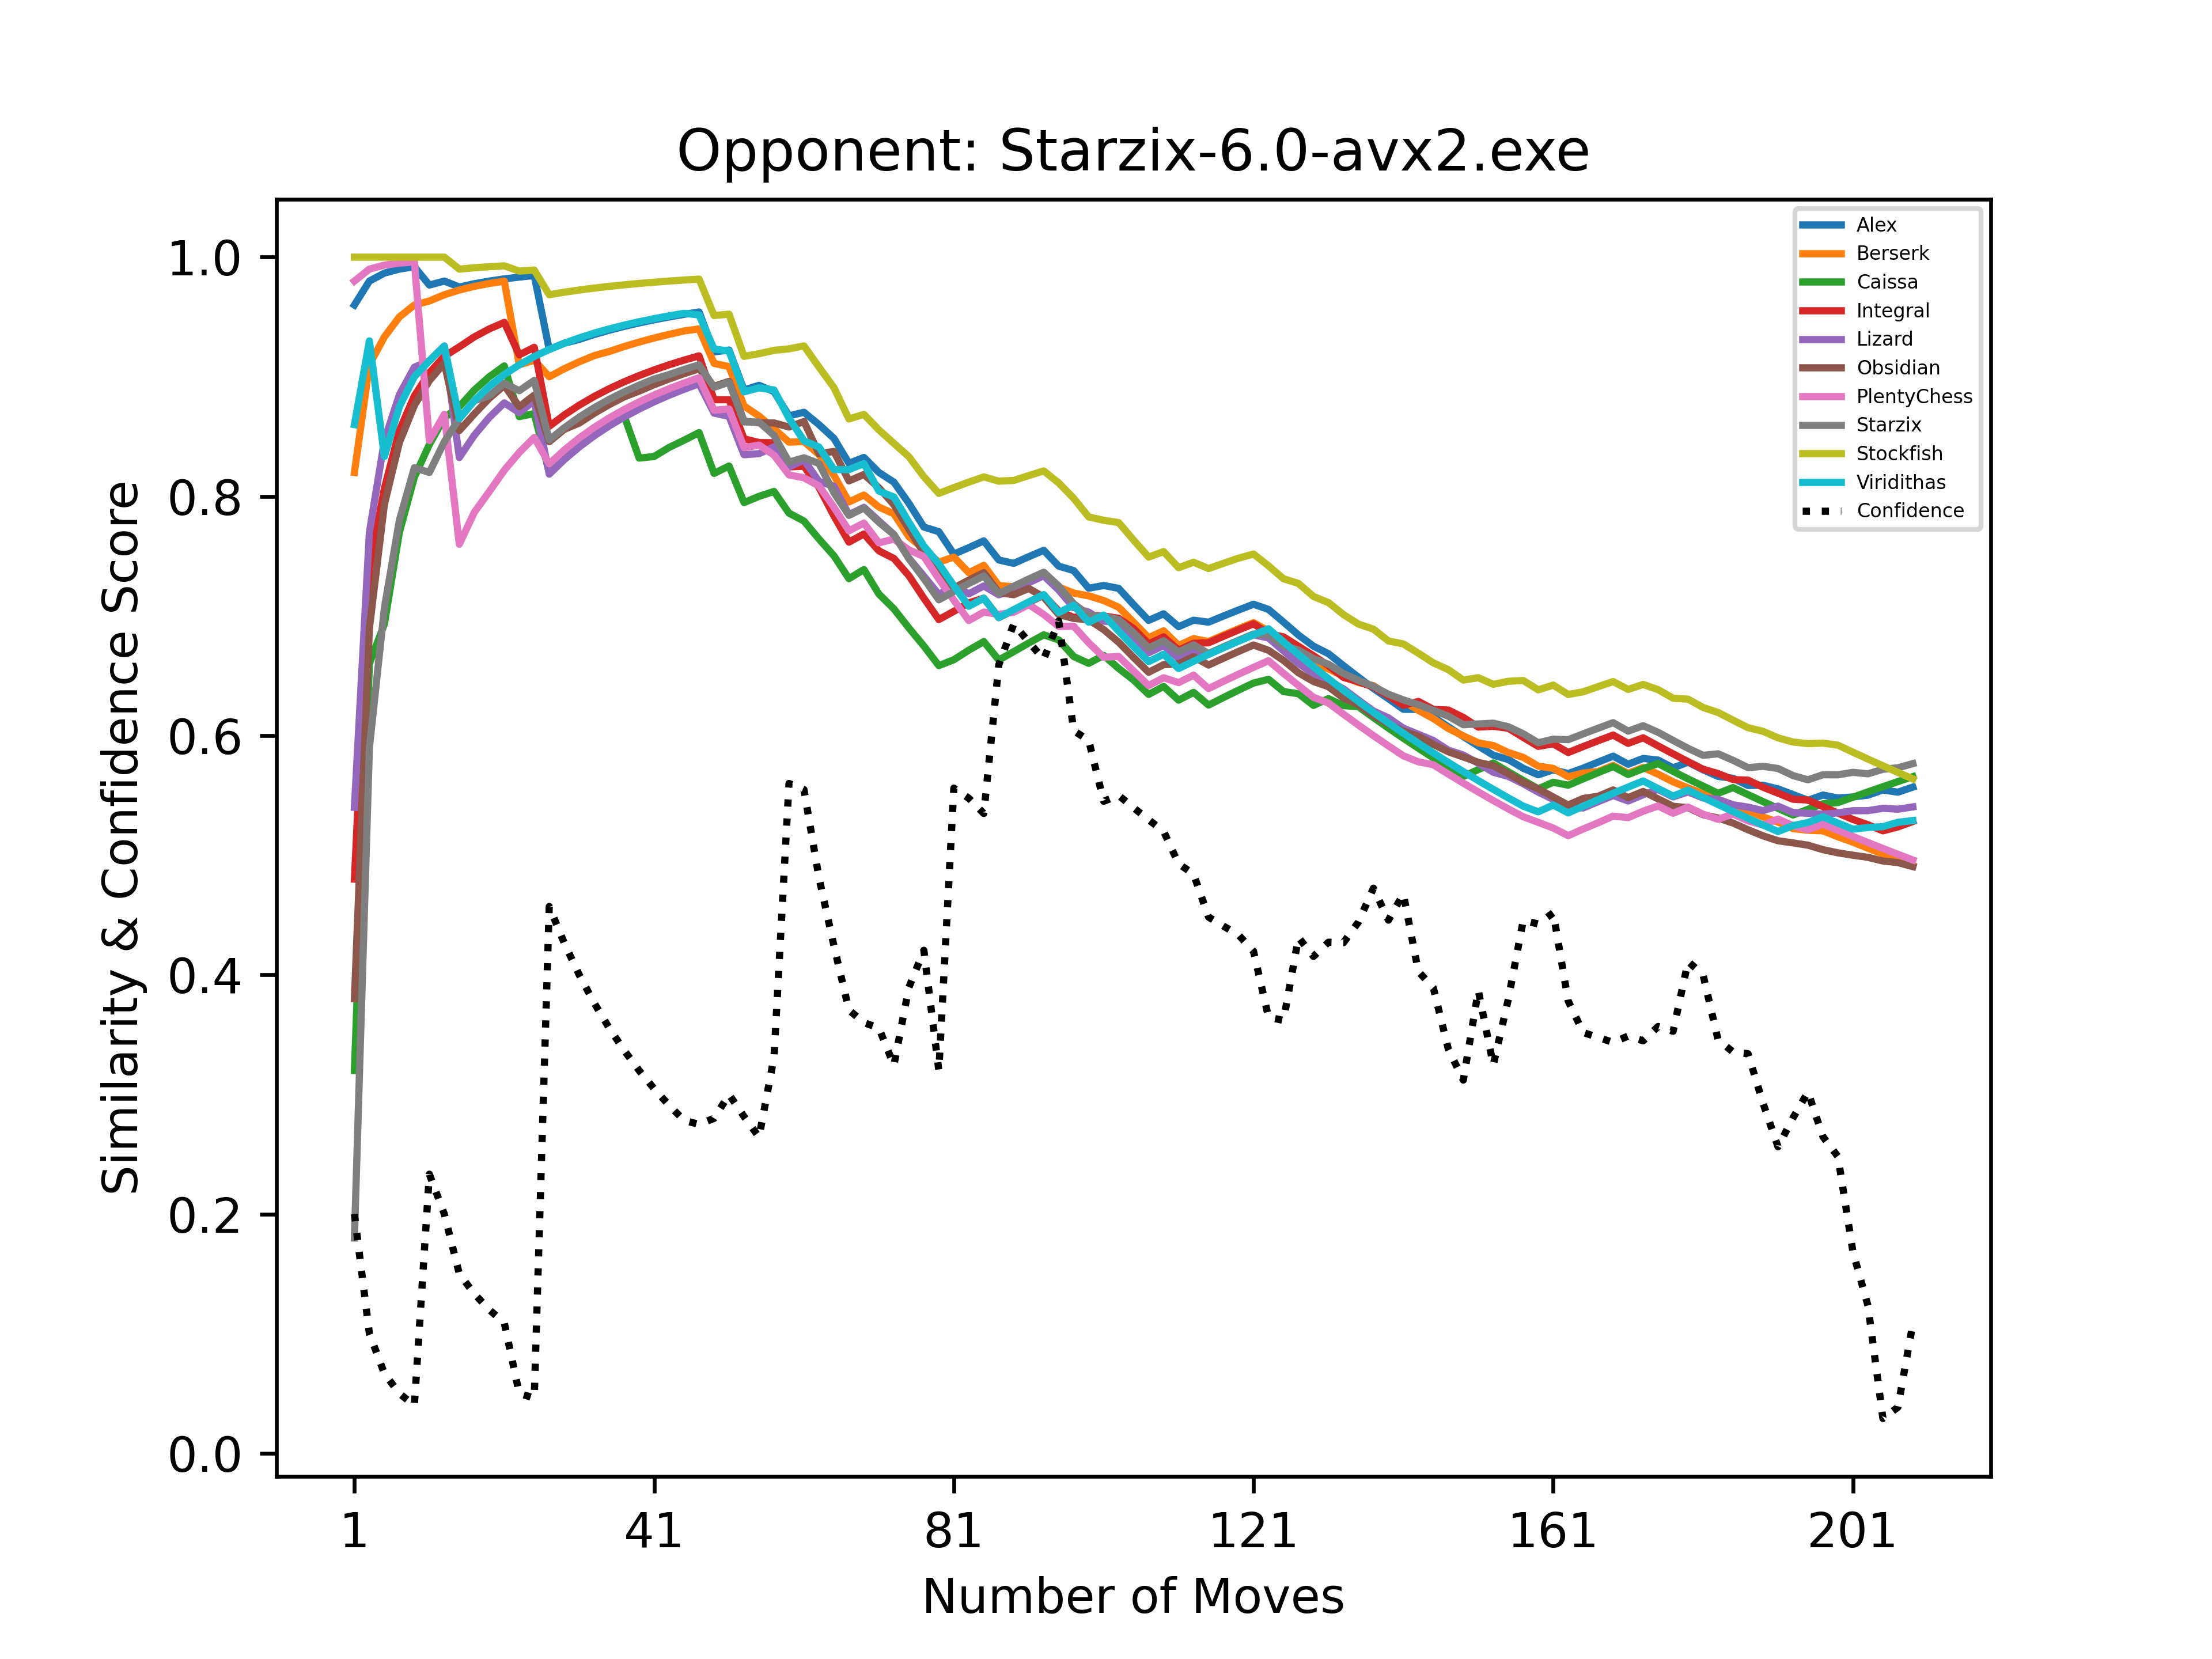 Opponent: Starzix-6.0-avx2.exe
Similarity & Confidence Score
1.0
0.8
0.6
0.4
0.2
0.0
Alex
Berserk
Caissa
Integral
Lizard
Obsidian
PlentyChess
Starzix
Stockfish
Viridithas
Confidence
1 41 81 121 161 201
Number of Moves